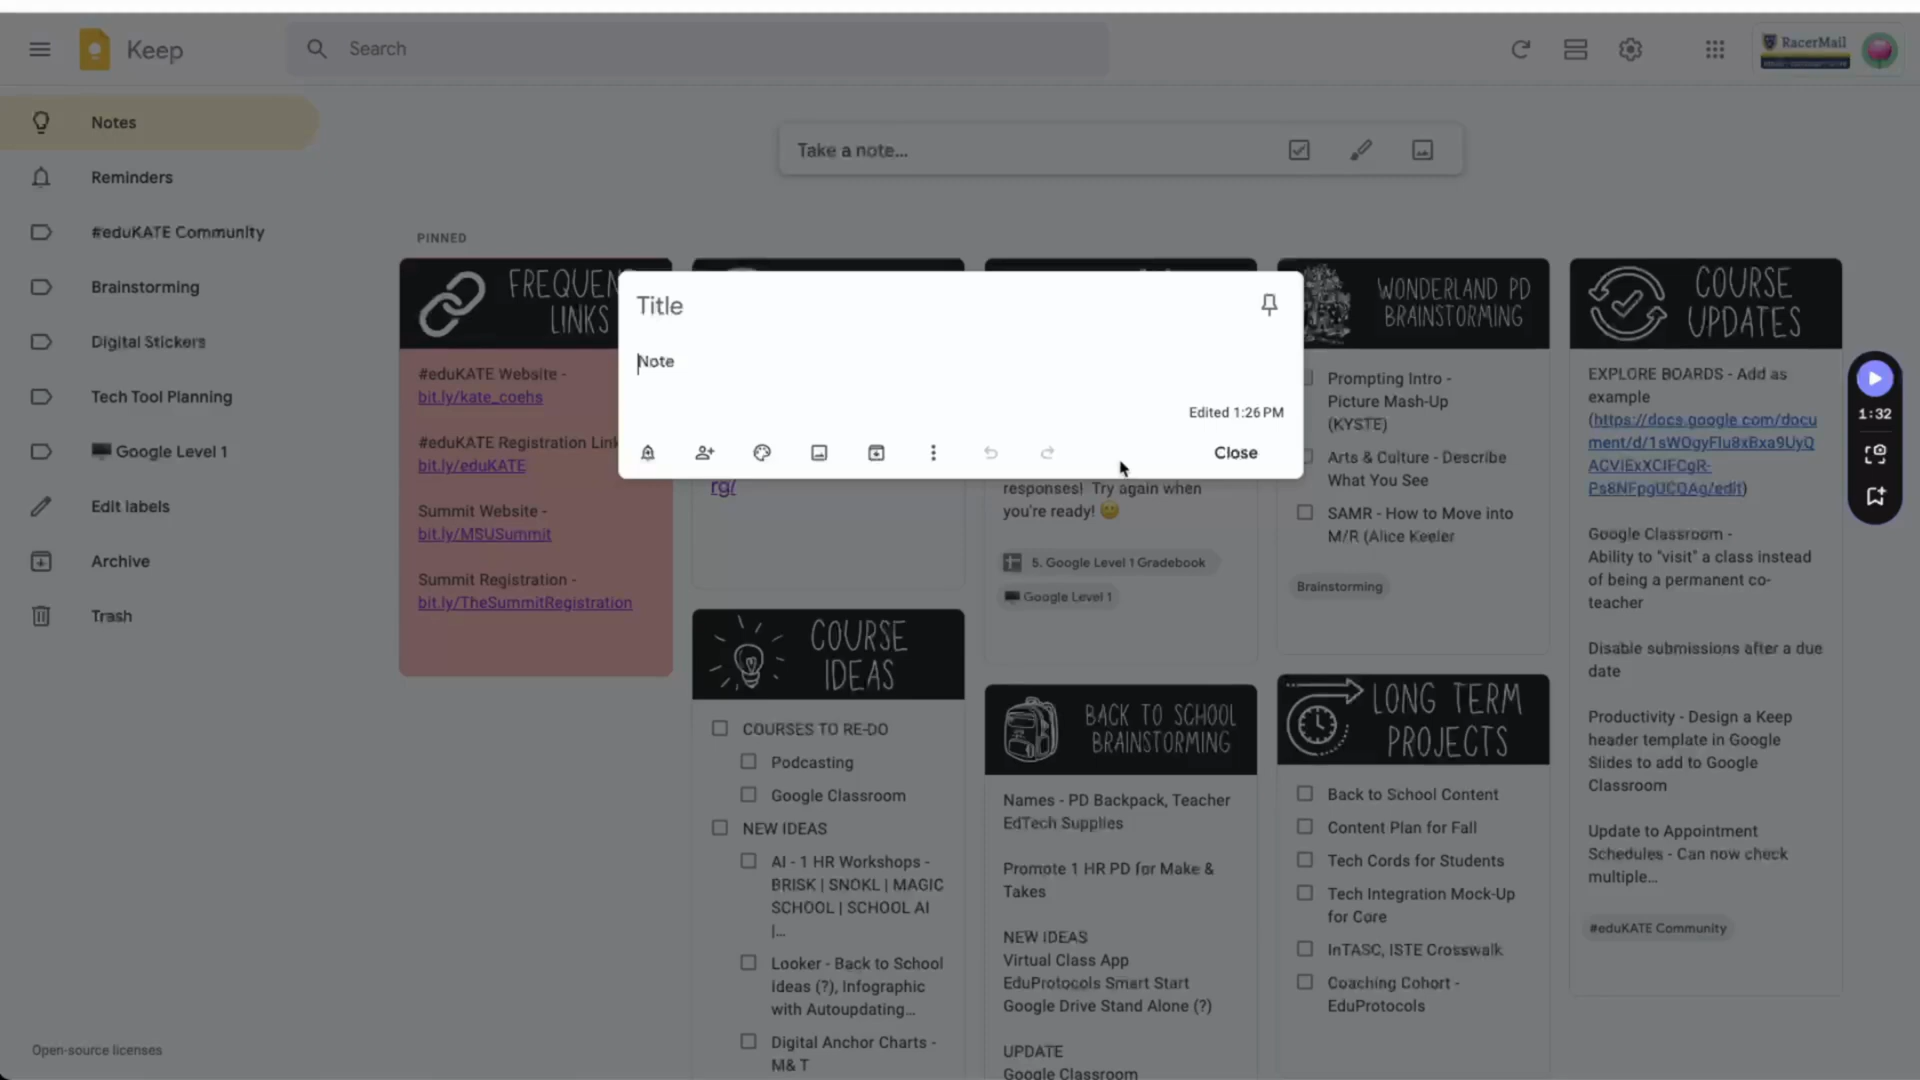 Keep
Search
RacerMail
Notes
Reminders
#eduKATE Community
Brainstorming
Digital Stickers
Tech Tool Planning
Google Level 1
Edit labels
Archive
Trash
Open-source licenses
Take a note...
PINNED
LINKS
#eduKATE Website -
bit.ly/kate_coehs
#eduKATE Registration Link
bit.ly/eduKATE
Summit Website -
bit.ly/MSUSummit
Summit Registration -
bit.ly/TheSummitRegistration
Title
Note
Edited 1:26 PM
Close
rg/
COURSE
IDEAS
COURSES TO RE-DO
Podcasting
Google Classroom
NEW IDEAS
AI - 1 HR Workshops -
BRISK | SNOKL | MAGIC
SCHOOL | SCHOOL AI
|...
Looker - Back to School
ideas (?), Infographic
with Autoupdating...
Digital Anchor Charts -
M& T
responses! Try again when
you're ready!
5. Google Level 1 Gradebook
Google Level 1
BACK TO SCHOOL
BRAINSTORMING
Names - PD Backpack, Teacher
EdTech Supplies
Promote 1 HR PD for Make &
Takes
NEW IDEAS
Virtual Class App
EduProtocols Smart Start
Google Drive Stand Alone (?)
UPDATE
Google Classroom
WONDERLAND PD
BRAINSTORMING
Prompting Intro -
Picture Mash-Up
(KYSTE)
Arts & Culture - Describe
What You See
SAMR - How to Move into
M/R (Alice Keeler
Brainstorming
LONG TERM
PROJECTS
Back to School Content
Content Plan for Fall
Tech Cords for Students
Tech Integration Mock-Up
for Core
InTASC, ISTE Crosswalk
Coaching Cohort -
EduProtocols
COURSE
UPDATES
EXPLORE BOARDS - Add as
example
(https://docs.google.com/docu
Google Classroom -
Ability to "visit" a class instead
of being a permanent co-
teacher
Disable submissions after a due
date
Productivity - Design a Keep
header template in Google
Slides to add to Google
Classroom
Update to Appointment
Schedules - Can now check
multiple...
#eduKATE Community
1:32